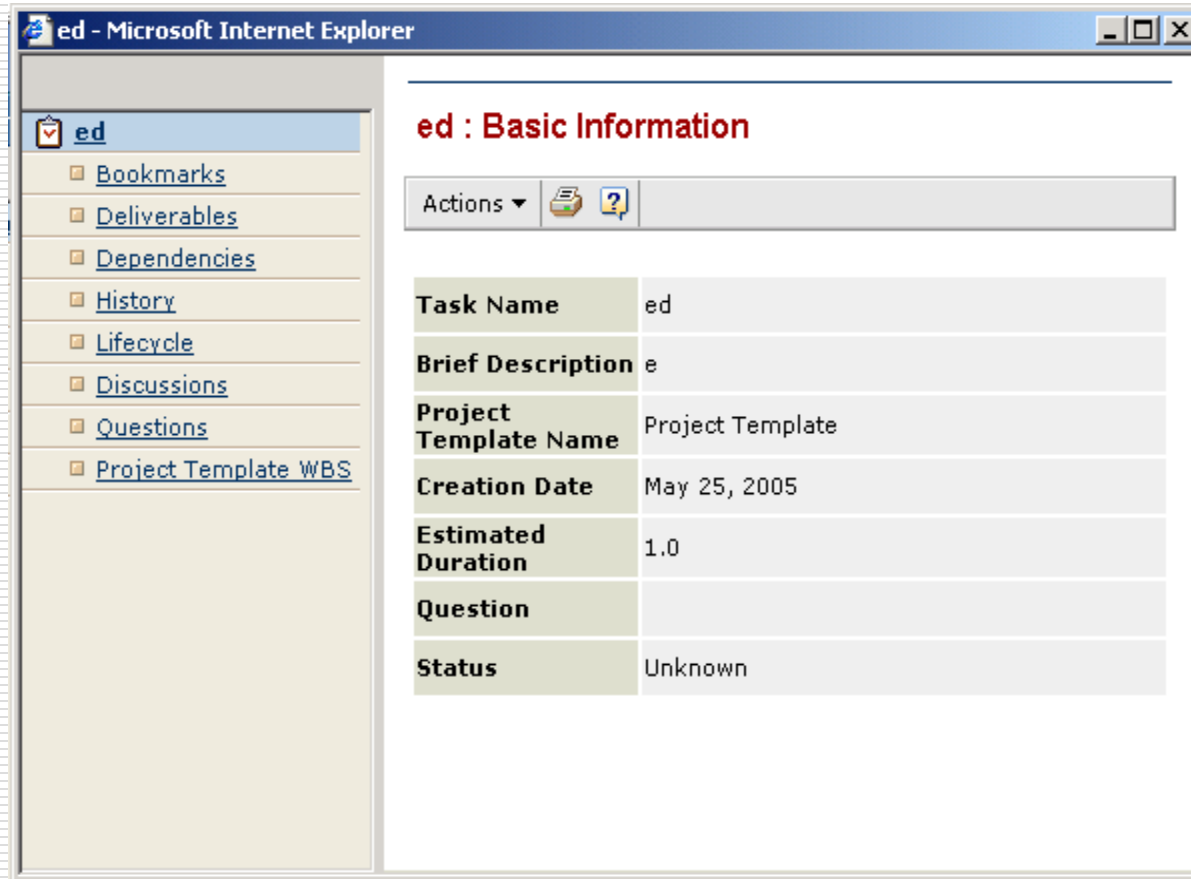 ed - Microsoft Internet Explorer
ed
Bookmarks
Deliverables
Dependencies
History
Lifecycle
Discussions
Questions
Project Template WBS
ed : Basic Information
Actions
Task Name ed
Brief Description e
Project
Template Name Project Template
Creation Date May 25, 2005
Estimated
Duration 1.0
Question
Status Unknown